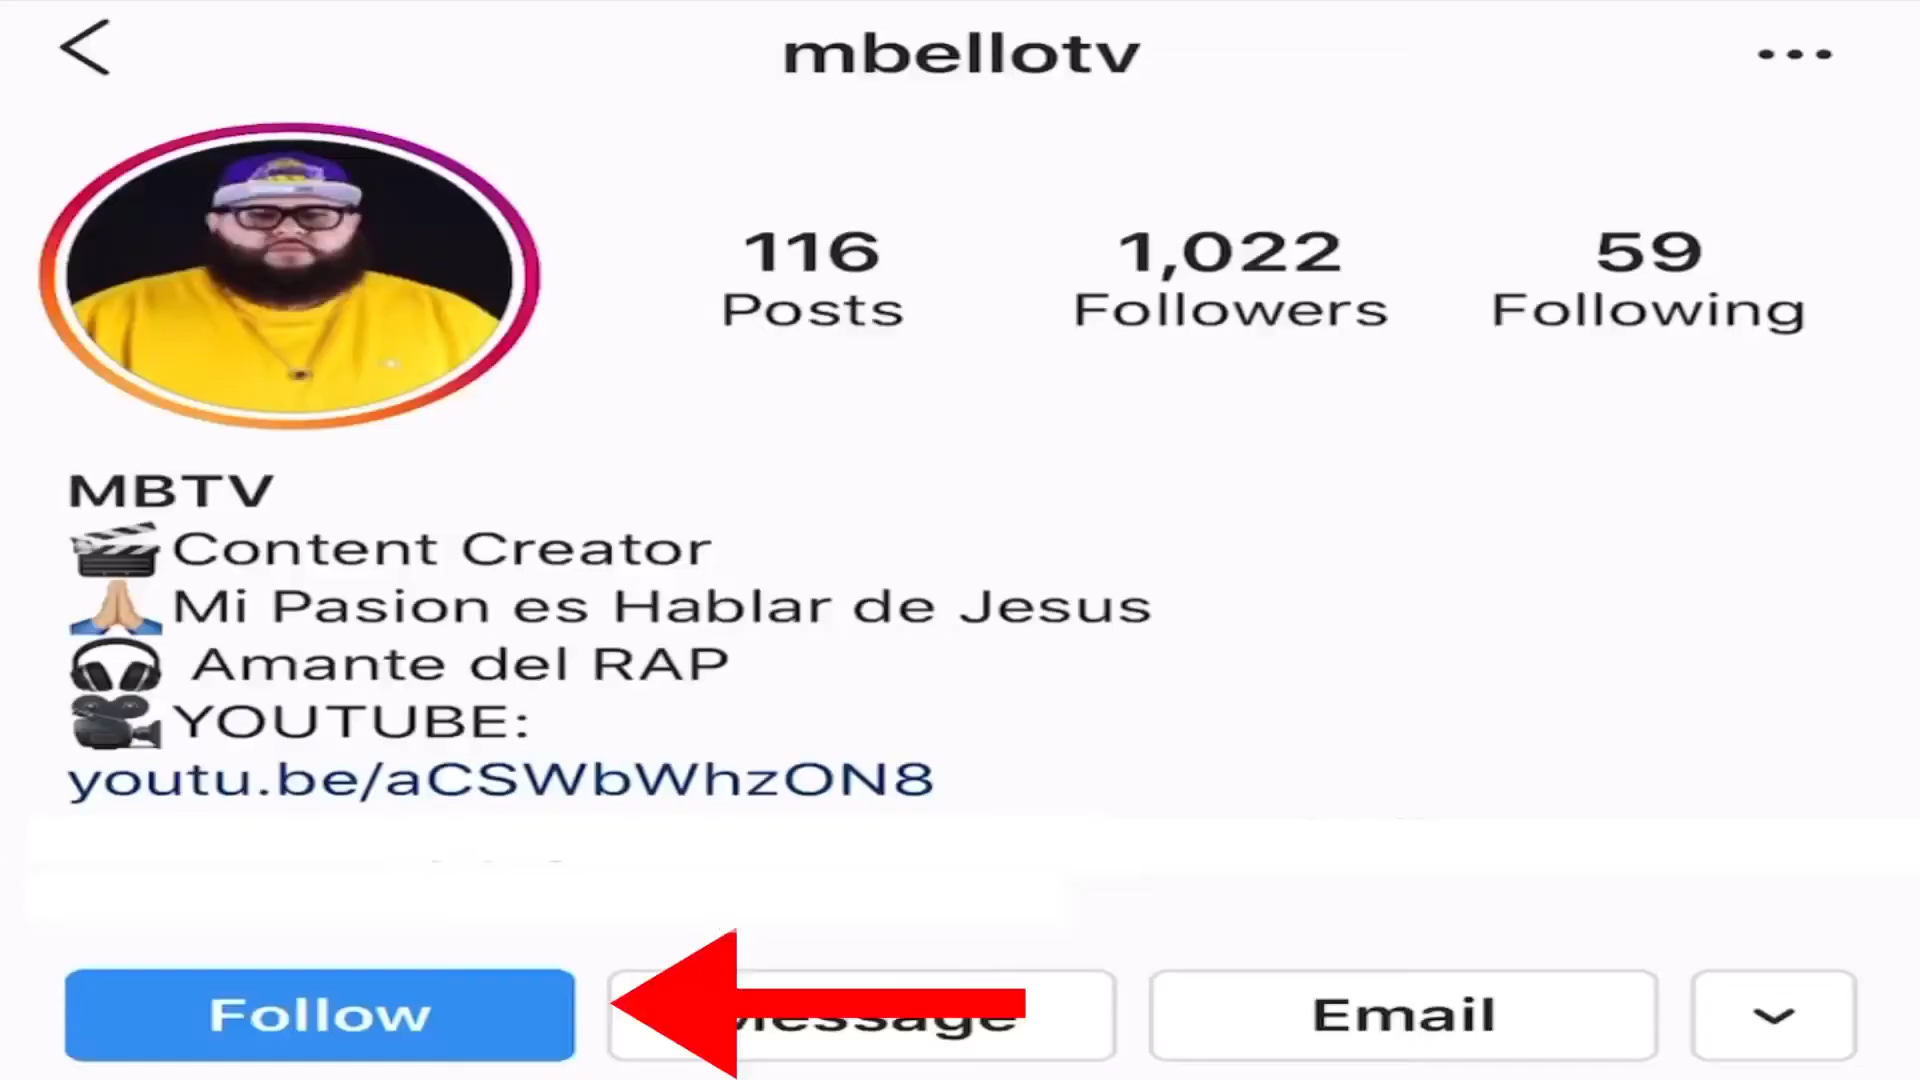 mbellotv
116 1,022 59
Posts Followers Following
MBTV
Content Creator
Mi Pasion es Hablar de Jesus
Amante del RAP
YOUTUBE:
youtu.be/aCSWbWhzON8
Follow Message Email